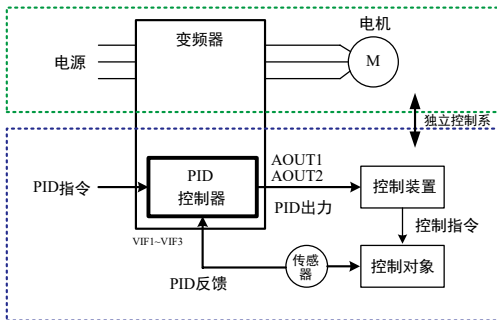 变频器
电机
电源
M
独立控制系
PID指令
PID
控制器
AOUT1
AOUT2
PID出力
控制装置
控制指令
VIF1~VIF3
传感
器
控制对象
PID反馈